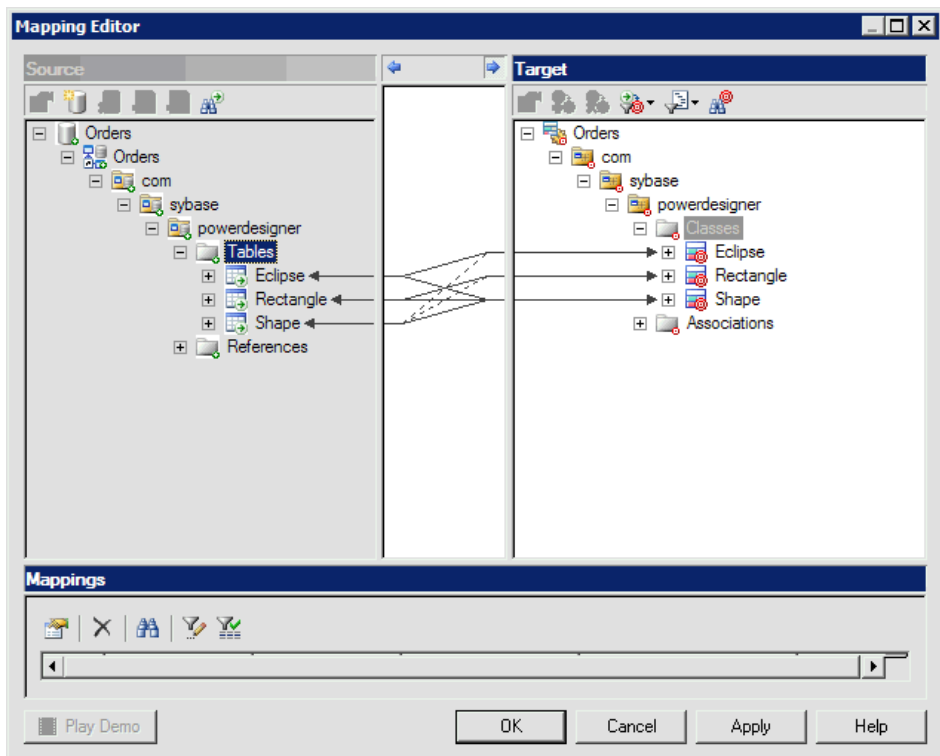 Mapping Editor
Source
Target
Orders
Orders
com
sybase
powerdesigner
Tables
Eclipse
Rectangle
Shape
References
Orders
com
sybase
powerdesigner
Classes
Eclipse
Rectangle
Shape
Associations
Mappings
Play Demo
OK
Cancel
Apply
Help